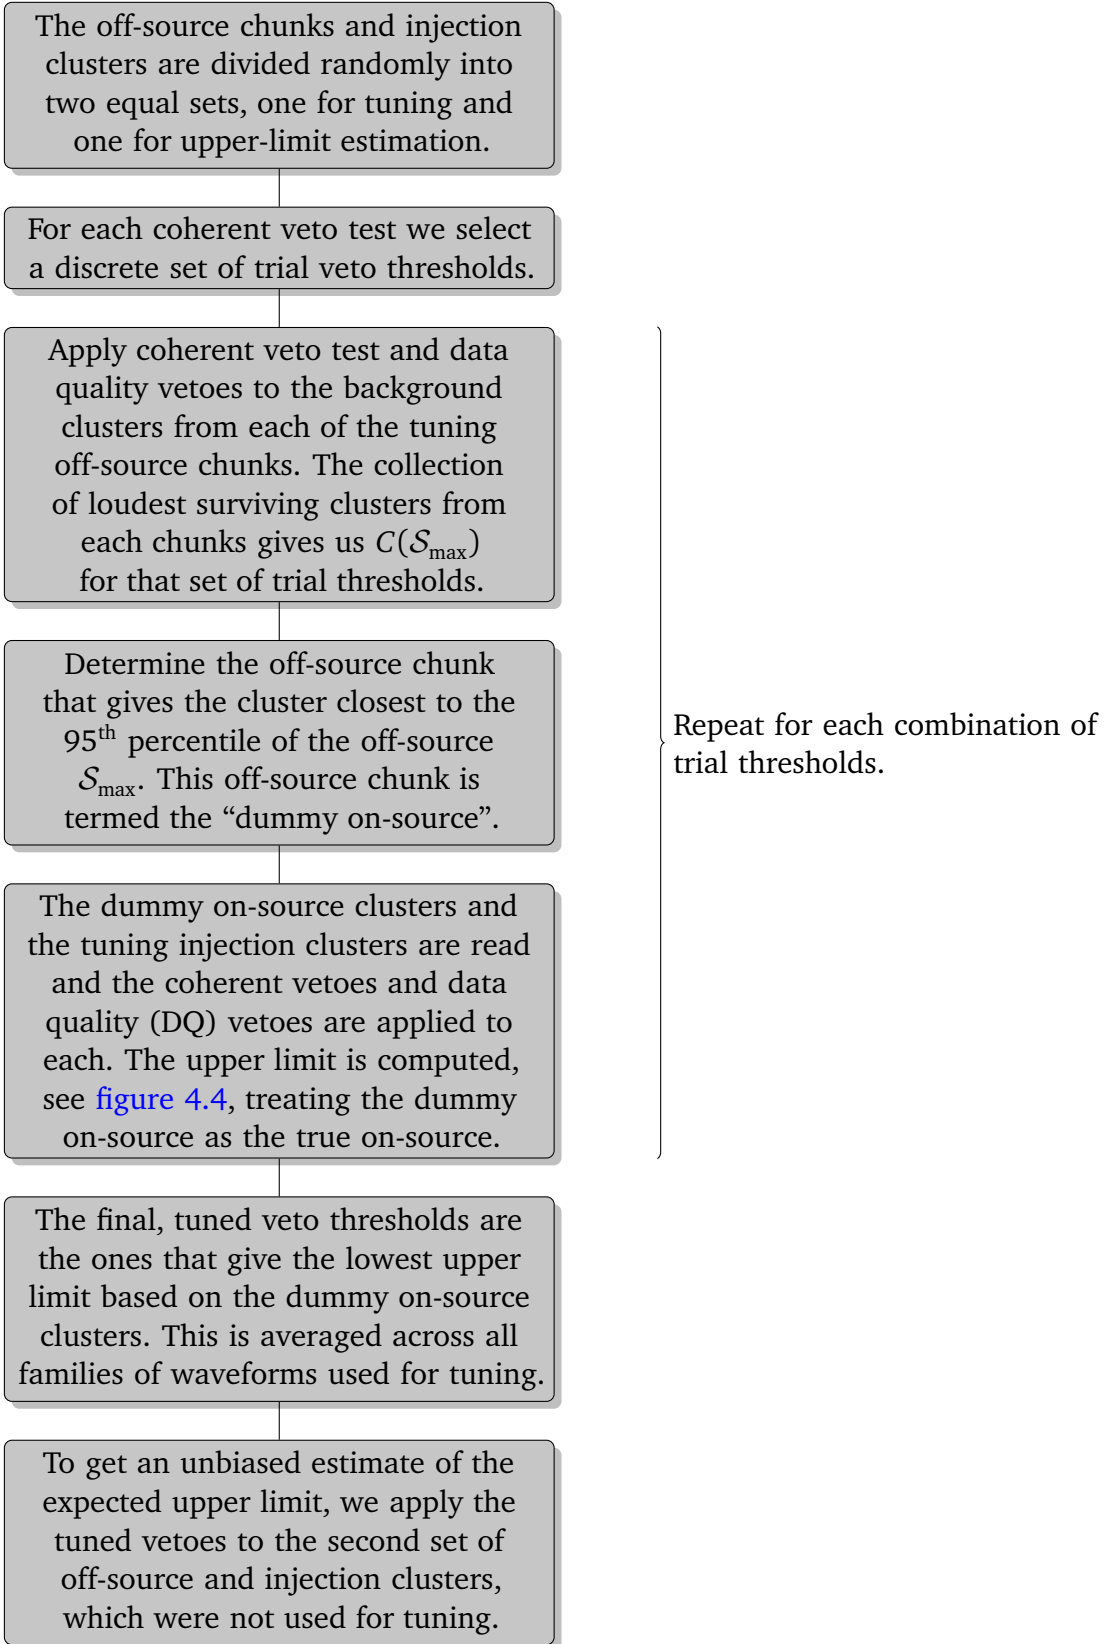 The off-source chunks and injection
clusters are divided randomly into
two equal sets, one for tuning and
one for upper-limit estimation.
For each coherent veto test we select
a discrete set of trial veto thresholds.
Apply coherent veto test and data
quality vetoes to the background
clusters from each of the tuning
off-source chunks. The collection
of loudest surviving clusters from
each chunks gives us C(𝒮max)
for that set of trial thresholds.
Determine the off-source chunk
that gives the cluster closest to the
95th percentile of the off-source
𝒮max. This off-source chunk is
termed the “dummy on-source”.
The dummy on-source clusters and
the tuning injection clusters are read
and the coherent vetoes and data
quality (DQ) vetoes are applied to
each. The upper limit is computed,
see figure 4.4, treating the dummy
on-source as the true on-source.
Repeat for each combination of
trial thresholds.
The final, tuned veto thresholds are
the ones that give the lowest upper
limit based on the dummy on-source
clusters. This is averaged across all
families of waveforms used for tuning.
To get an unbiased estimate of the
expected upper limit, we apply the
tuned vetoes to the second set of
off-source and injection clusters,
which were not used for tuning.